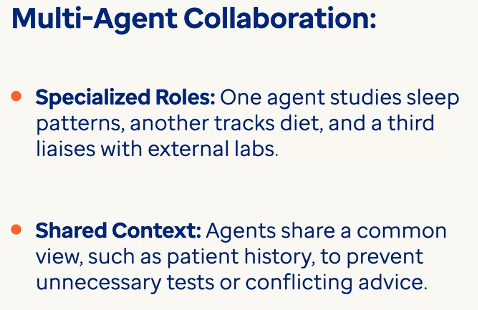 Multi-Agent Collaboration:
Specialized Roles: One agent studies sleep
patterns, another tracks diet, and a third
liaises with external labs.
Shared Context: Agents share a common
view, such as patient history, to prevent
unnecessary tests or conflicting advice.